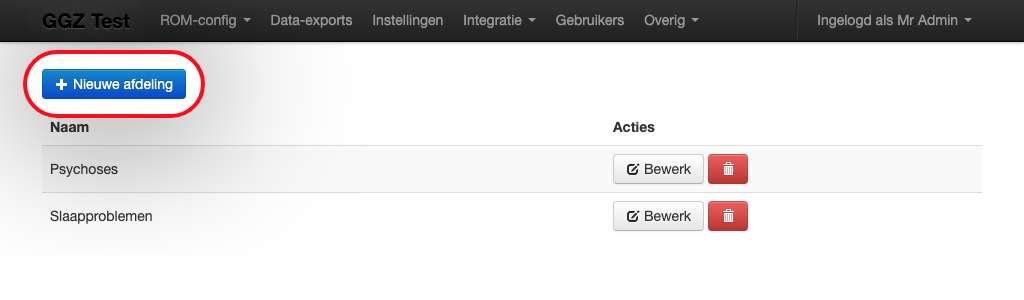 GGZ Test ROM-config Data-exports Instellingen Integratie Gebruikers Overig Ingelogd als Mr Admin
Nieuwe afdeling
Naam Acties
Psychoses Bewerk
Slaapproblemen Bewerk